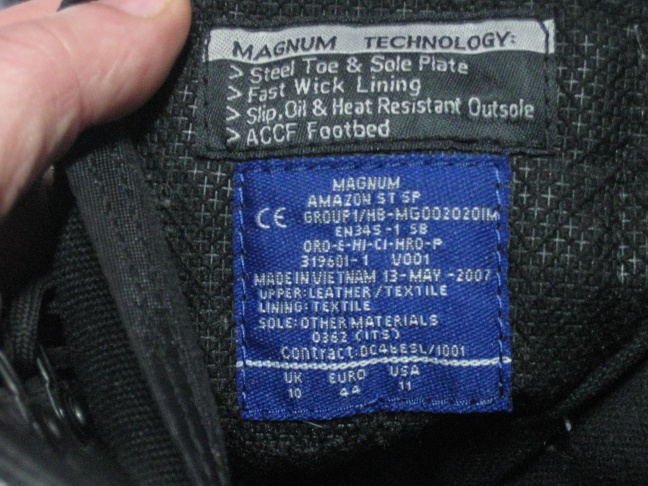 MAGNUM TECHNOLOGY:
> Steel Toe & Sole Plate
> Fast Wick Lining
> Slip, Oil & Heat Resistant Outsole
> ACCF Footbed
MAGNUM
AMAZON ST SP
CE GROUP1/HB-MG002020IM
EN345-1 SB
ORO-E-HI-CI-HRO-P
319601-1 V001
MADE IN VIETNAM 13-MAY-2007
UPPER:LEATHER/TEXTILE
LINING:TEXTILE
SOLE:OTHER MATERIALS
0362 (ITS)
Contract:DC4BESL/1001
UK EURO USA
10 44 11